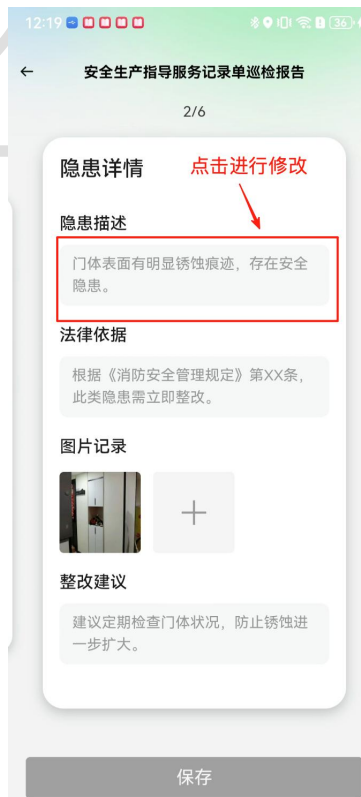 12:19
36
安全生产指导服务记录单巡检报告
2/6
隐患详情
点击进行修改
隐患描述
门体表面有明显锈蚀痕迹，存在安全
隐患。
法律依据
根据《消防安全管理规定》第XX条，
此类隐患需立即整改。
图片记录
整改建议
建议定期检查门体状况，防止锈蚀进
一步扩大。
保存